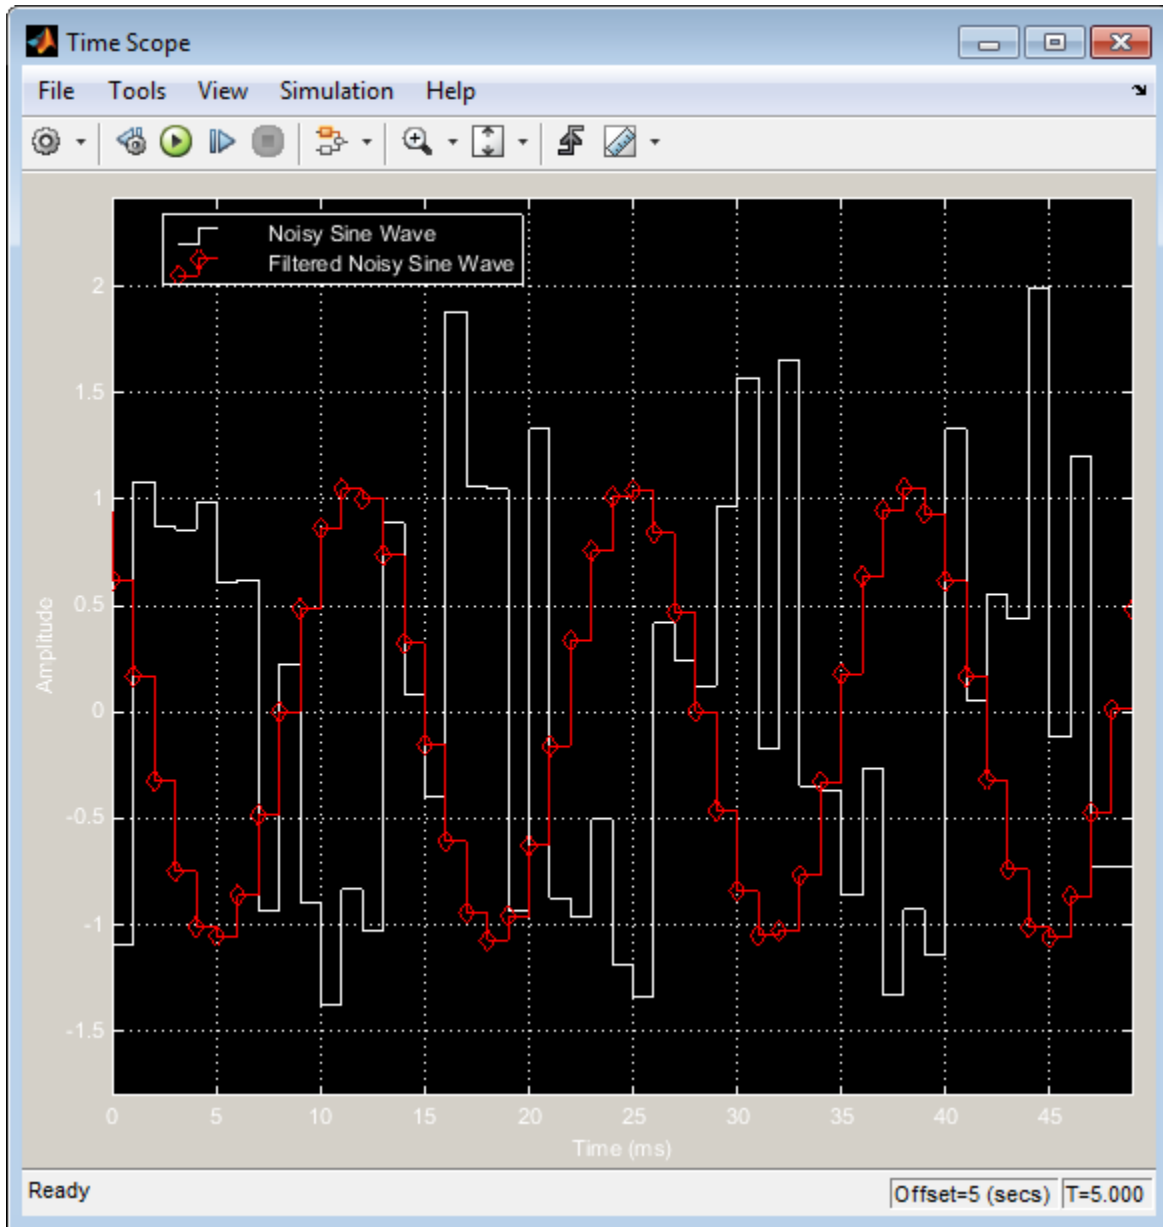 Time Scope
File Tools View Simulation Help
Noisy Sine Wave
Filtered Noisy Sine Wave
2
1.5
1
0.5
0
-0.5
-1
-1.5
Amplitude
0 5 10 15 20 25 30 35 40 45
Time (ms)
Ready Offset=5 (secs) T=5.000